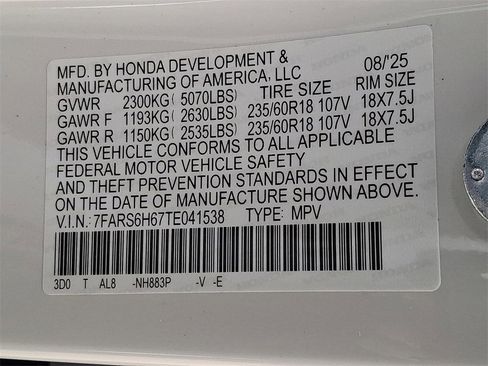 MFD. BY HONDA DEVELOPMENT & 08/'25
MANUFACTURING OF AMERICA, LLC
GVWR 2300KG( 5070LBS) TIRE SIZE RIM SIZE
GAWR F 1193KG( 2630LBS) 235/60R18 107V 18X7.5J
GAWR R 1150KG( 2535LBS) 235/60R18 107V 18X7.5J
THIS VEHICLE CONFORMS TO ALL APPLICABLE
FEDERAL MOTOR VEHICLE SAFETY
AND THEFT PREVENTION STANDARDS IN EFFECT
ON THE DATE OF MANUFACTURE SHOWN ABOVE.
V.I.N.: 7FARS6H67TE041538 TYPE: MPV
3D0 T AL8 -NH883P -V -E